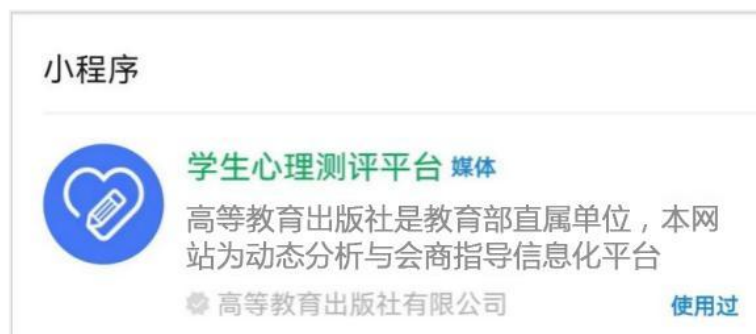 小程序
学生心理测评平台 媒体
高等教育出版社是教育部直属单位，本网
站为动态分析与会商指导信息化平台
高等教育出版社有限公司 使用过